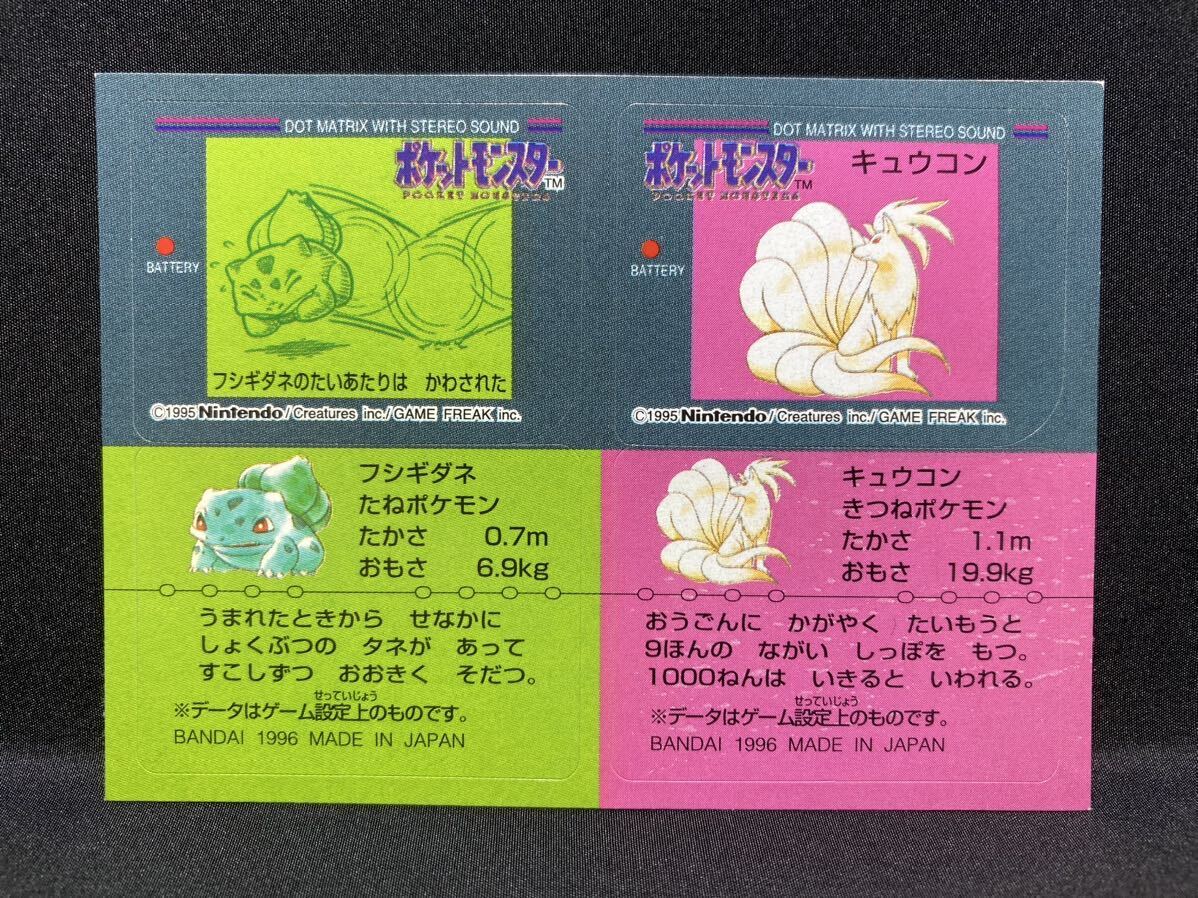 DOT MATRIX WITH STEREO SOUND
ポケットモンスター™
POCKET MONSTERS
BATTERY
フシギダネのたいあたりは　かわされた
©1995 Nintendo/Creatures inc./GAME FREAK inc.
DOT MATRIX WITH STEREO SOUND
ポケットモンスター™
POCKET MONSTERS
キュウコン
BATTERY
©1995 Nintendo/Creatures inc./GAME FREAK inc.
フシギダネ
たねポケモン
たかさ　0.7m
おもさ　6.9kg
うまれたときから　せなかに
しょくぶつの　タネが　あって
すこしずつ　おおきく　そだつ。
せっていじょう
※データはゲーム設定上のものです。
BANDAI 1996 MADE IN JAPAN
キュウコン
きつねポケモン
たかさ　1.1m
おもさ　19.9kg
おうごんに　かがやく　たいもうと
9ほんの　ながい　しっぽを　もつ。
1000ねんは　いきると　いわれる。
せっていじょう
※データはゲーム設定上のものです。
BANDAI 1996 MADE IN JAPAN